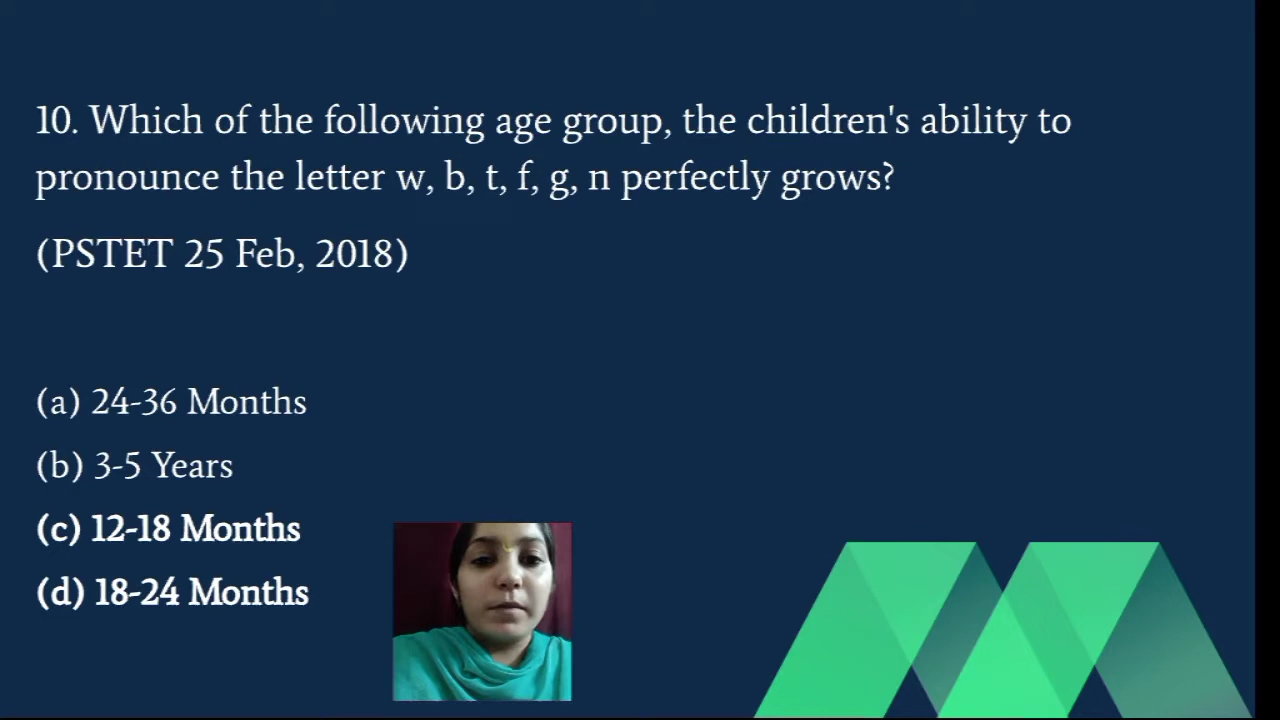 10. Which of the following age group, the children's ability to
pronounce the letter w, b, t, f, g, n perfectly grows?
(PSTET 25 Feb, 2018)
(a) 24-36 Months
(b) 3-5 Years
(c) 12-18 Months
(d) 18-24 Months